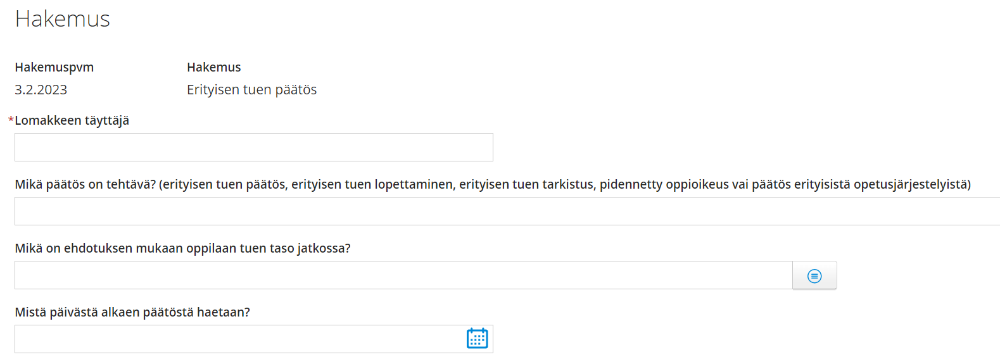 Hakemus
Hakemuspvm Hakemus
3.2.2023 Erityisen tuen päätös
*Lomakkeen täyttäjä
Mikä päätös on tehtävä? (erityisen tuen päätös, erityisen tuen lopettaminen, erityisen tuen tarkistus, pidennetty oppioikeus vai päätös erityisistä opetusjärjestelyistä)
Mikä on ehdotuksen mukaan oppilaan tuen taso jatkossa?
Mistä päivästä alkaen päätöstä haetaan?